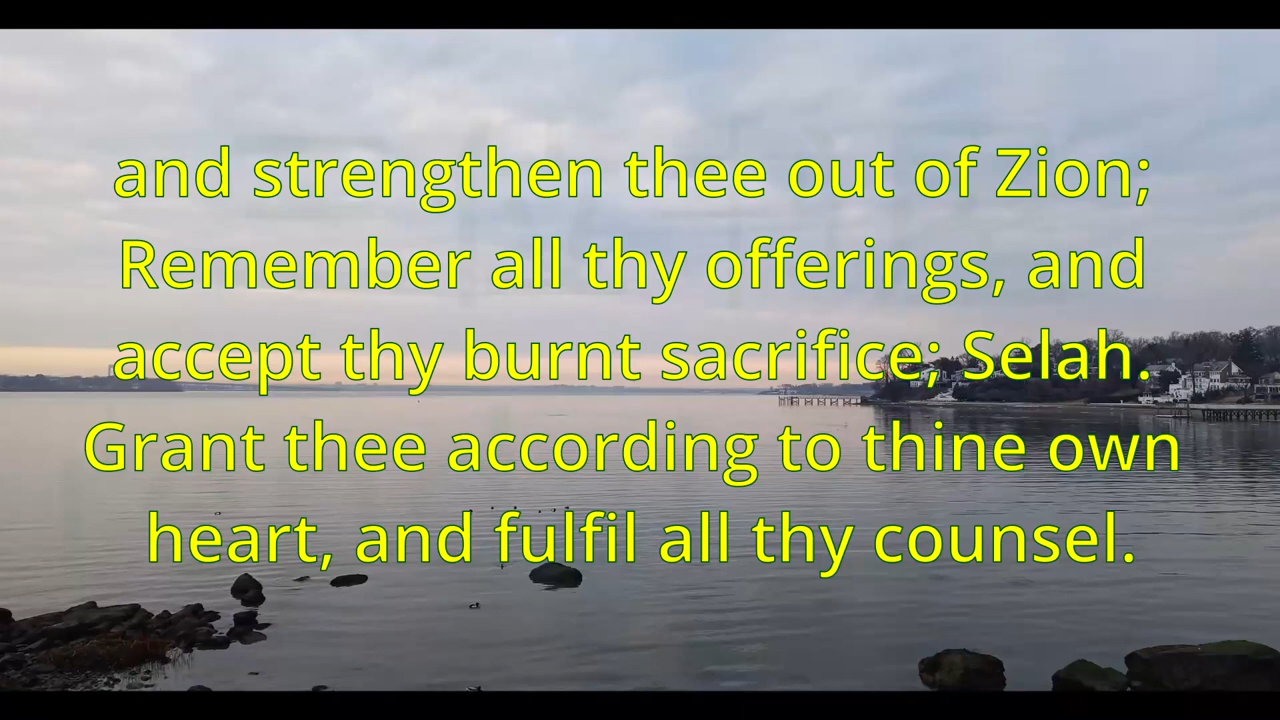 and strengthen thee out of Zion;
Remember all thy offerings, and
accept thy burnt sacrifice; Selah.
Grant thee according to thine own
heart, and fulfil all thy counsel.